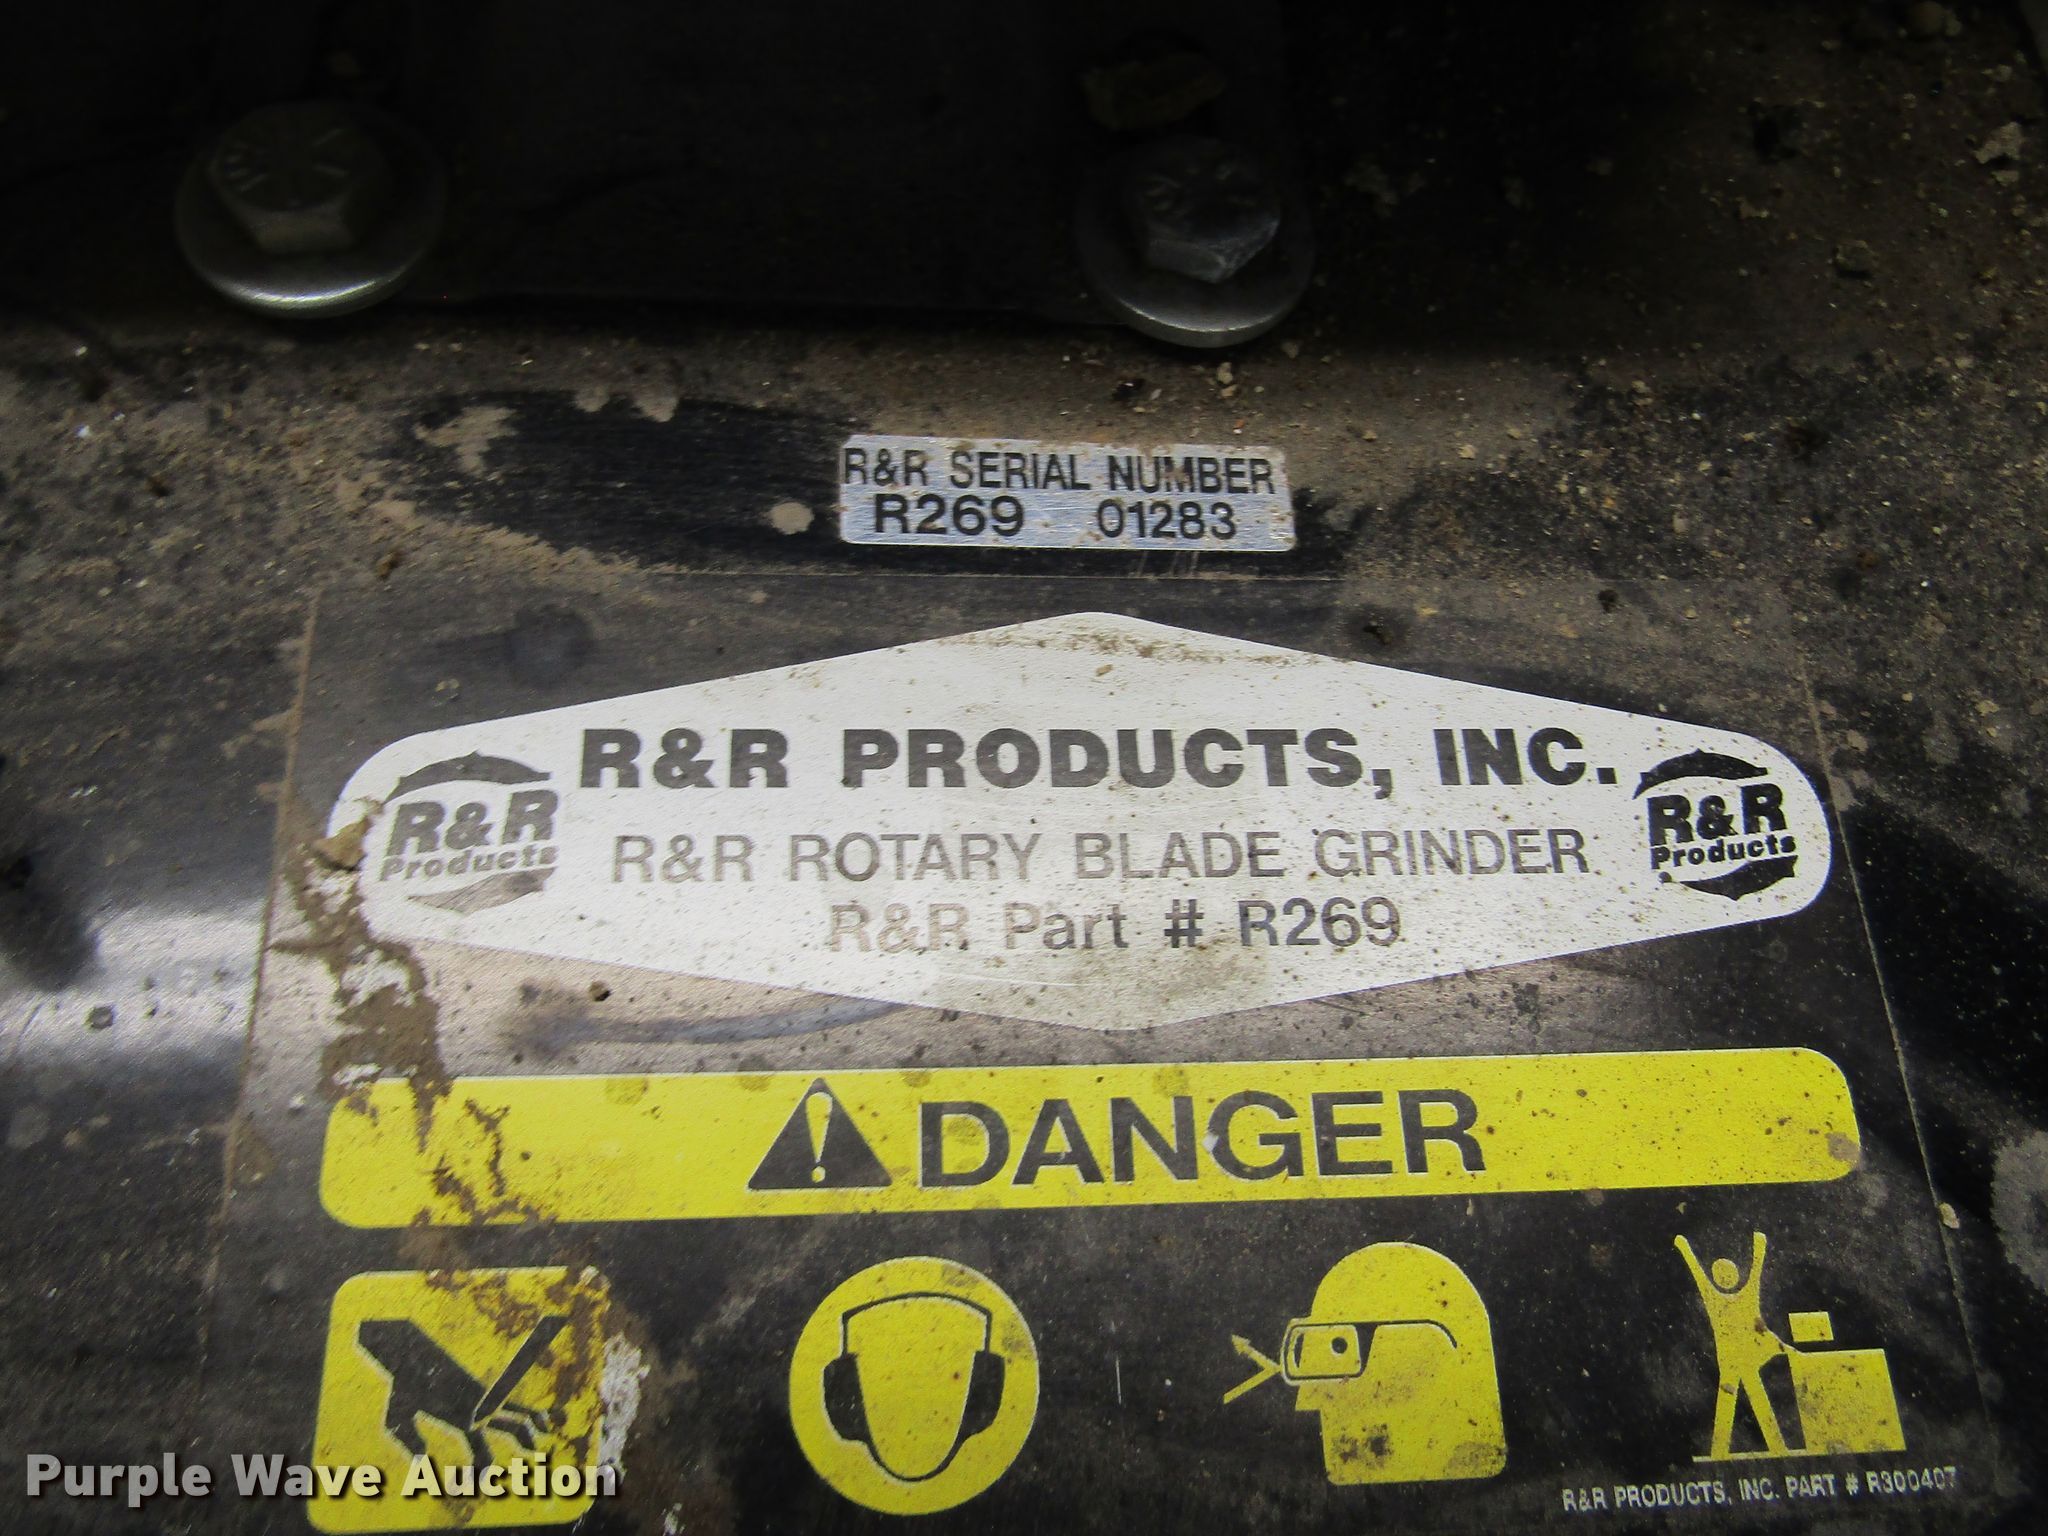 R&R SERIAL NUMBER
R269 01283
R&R PRODUCTS, INC.
R&R
Products
R&R
Products
R&R ROTARY BLADE GRINDER
R&R Part # R269
DANGER
R&R PRODUCTS, INC. PART # R300407
Purple Wave Auction